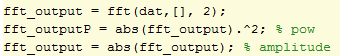 fft_output = fft(dat,[], 2);
fft_outputP = abs(fft_output).^2; % pow
fft_output = abs(fft_output); % amplitude